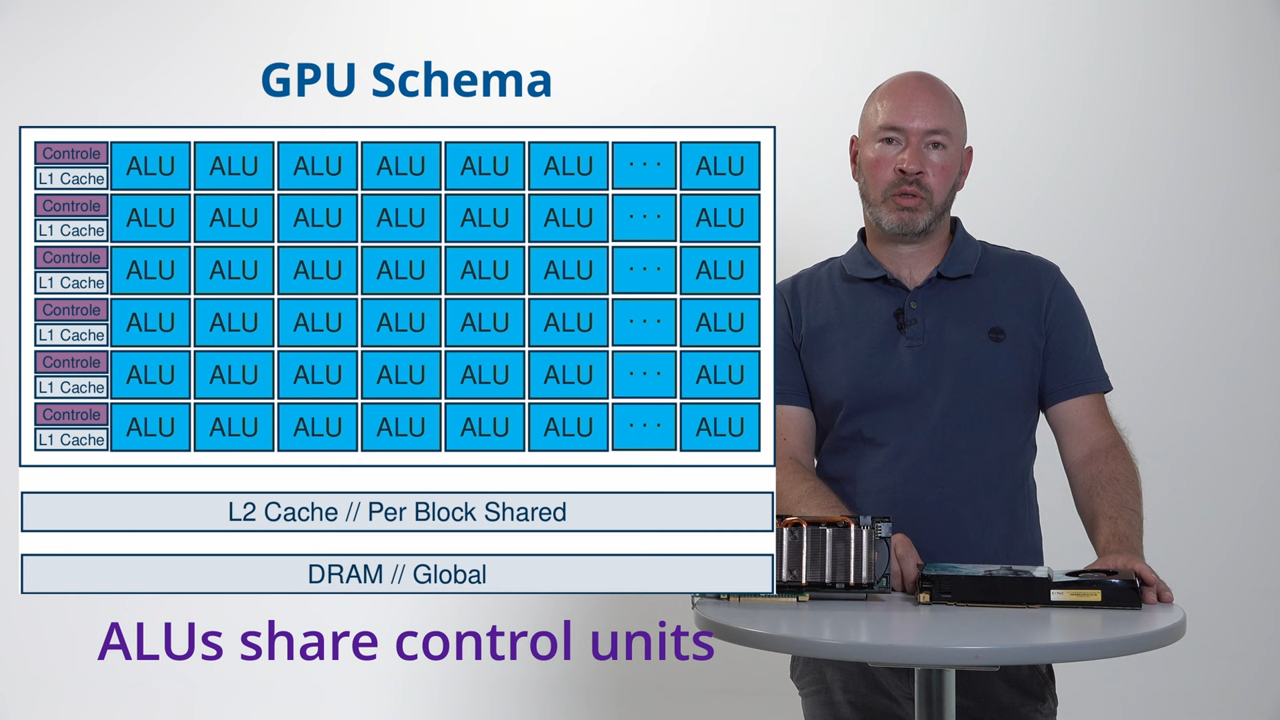 GPU Schema
Controle
L1 Cache
ALU ALU ALU ALU ALU ALU ... ALU
Controle
L1 Cache
ALU ALU ALU ALU ALU ALU ... ALU
Controle
L1 Cache
ALU ALU ALU ALU ALU ALU ... ALU
Controle
L1 Cache
ALU ALU ALU ALU ALU ALU ... ALU
Controle
L1 Cache
ALU ALU ALU ALU ALU ALU ... ALU
Controle
L1 Cache
ALU ALU ALU ALU ALU ALU ... ALU
L2 Cache // Per Block Shared
DRAM // Global
ALUs share control units